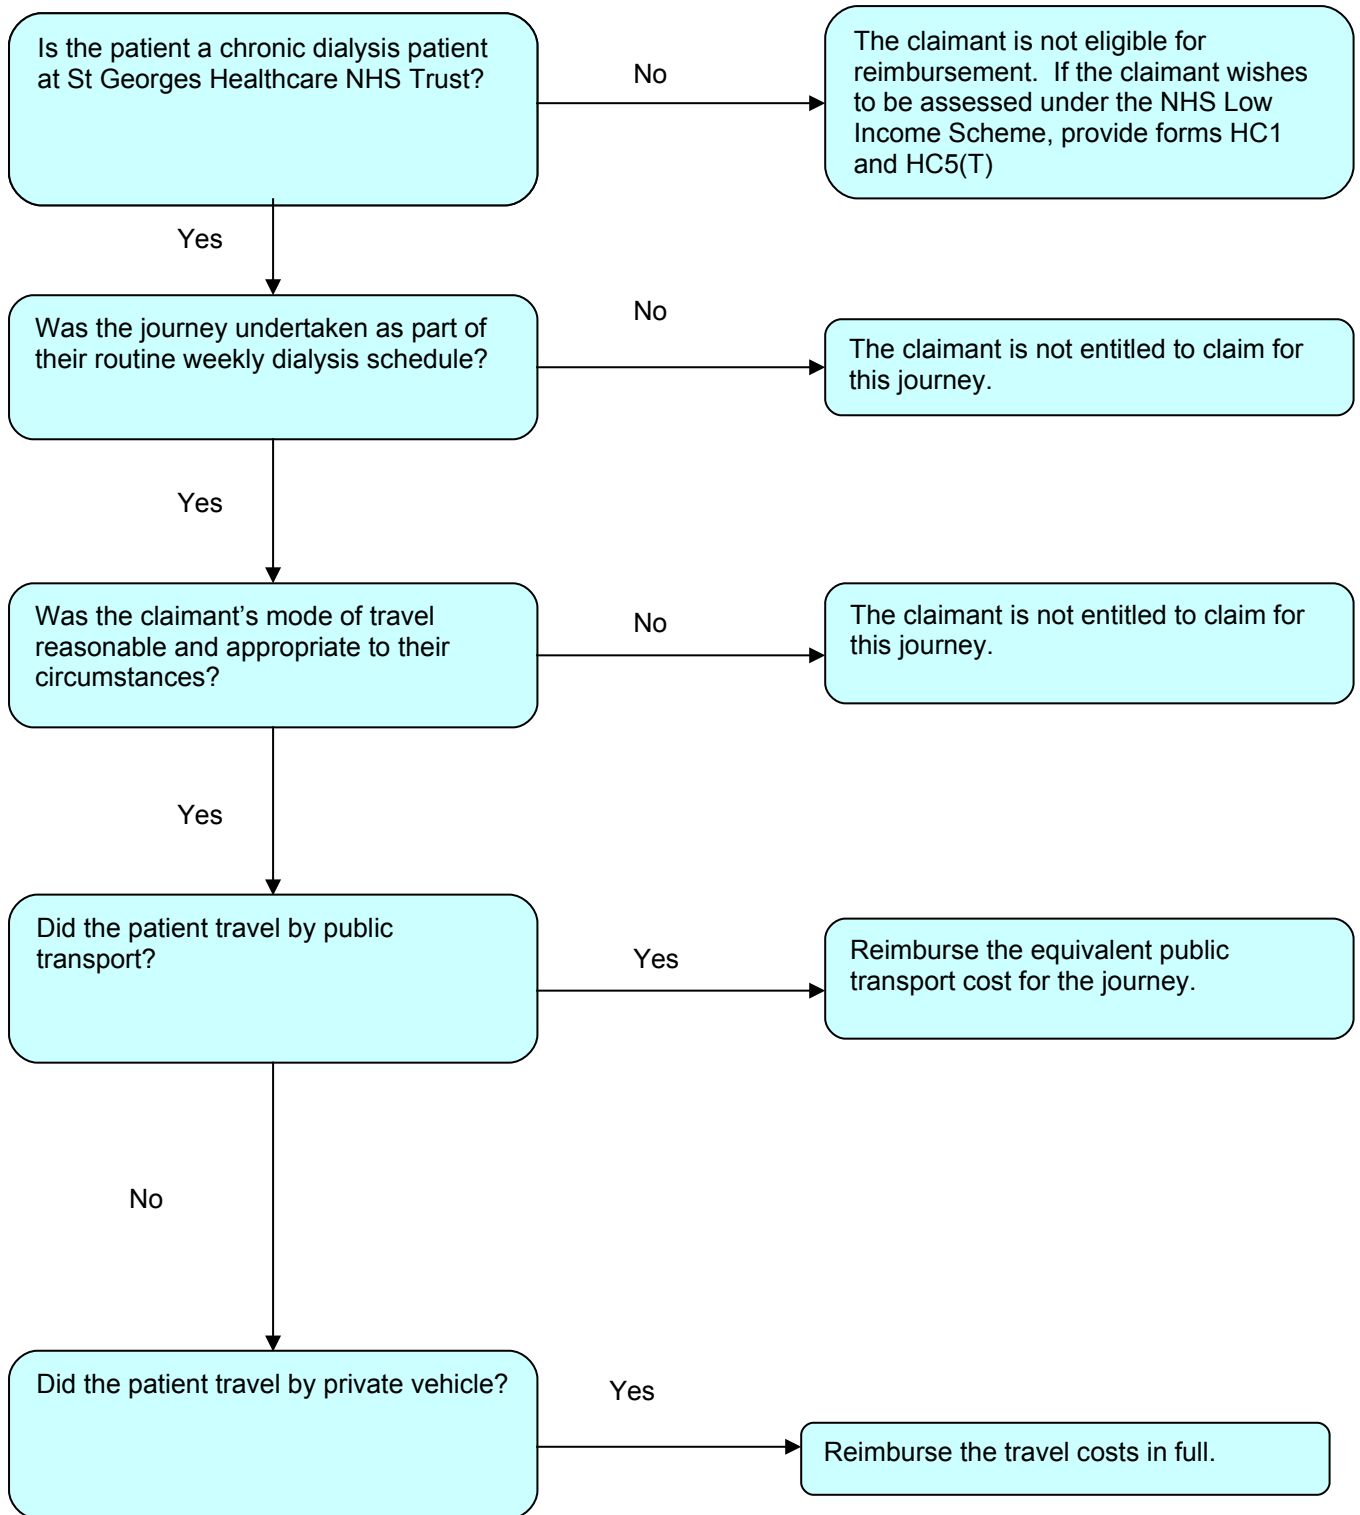 Is the patient a chronic dialysis patient
at St Georges Healthcare NHS Trust?
No
The claimant is not eligible for
reimbursement.  If the claimant wishes
to be assessed under the NHS Low
Income Scheme, provide forms HC1
and HC5(T)
Yes
Was the journey undertaken as part of
their routine weekly dialysis schedule?
No
The claimant is not entitled to claim for
this journey.
Yes
Was the claimant’s mode of travel
reasonable and appropriate to their
circumstances?
No
The claimant is not entitled to claim for
this journey.
Yes
Did the patient travel by public
transport?
Yes
Reimburse the equivalent public
transport cost for the journey.
No
Did the patient travel by private vehicle?
Yes
Reimburse the travel costs in full.